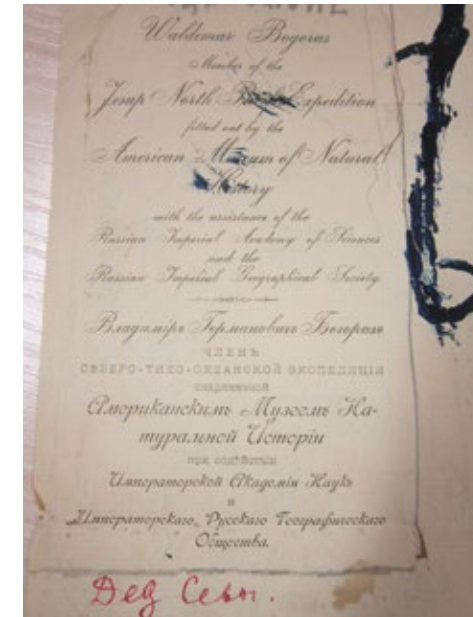 Waldemar Bogoras
Member of the
Jesup North Expedition
fitted out by the
American Museum of Natural
History
with the assistance of the
Russian Imperial Academy of Sciences
and the
Russian Imperial Geographical Society.
Владиміръ Германовичъ Богоразъ
ЧЛЕНЪ
СѢВЕРО-ТИХО-ОКЕАНСКОЙ ЭКСПЕДИЦІИ
снаряженной
Американскимъ Музеемъ На-
туральной Исторіи
при содѣйствіи
Императорской Академіи Наукъ
и
Императорскаго Русскаго Географическаго
Общества.
Дед Севы.